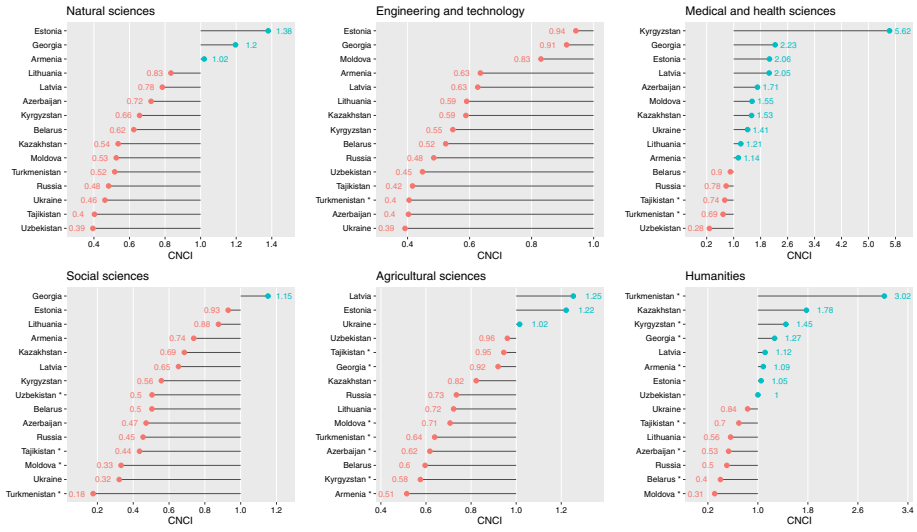 Natural sciences
Estonia 1.38
Georgia 1.2
Armenia 1.02
Lithuania 0.83
Latvia 0.78
Azerbaijan 0.72
Kyrgyzstan 0.66
Belarus 0.62
Kazakhstan 0.54
Moldova 0.53
Turkmenistan 0.52
Russia 0.48
Ukraine 0.46
Tajikistan 0.4
Uzbekistan 0.39
0.4 0.6 0.8 1.0 1.2 1.4
CNCI
Engineering and technology
Estonia 0.94
Georgia 0.91
Moldova 0.83
Armenia 0.63
Latvia 0.63
Lithuania 0.59
Kazakhstan 0.59
Kyrgyzstan 0.55
Belarus 0.52
Russia 0.48
Uzbekistan 0.45
Tajikistan 0.42
Turkmenistan * 0.4
Azerbaijan 0.4
Ukraine 0.39
0.4 0.6 0.8 1.0
CNCI
Medical and health sciences
Kyrgyzstan 5.62
Georgia 2.23
Estonia 2.06
Latvia 2.05
Azerbaijan 1.71
Moldova 1.55
Kazakhstan 1.53
Ukraine 1.41
Lithuania 1.21
Armenia 1.14
Belarus 0.9
Russia 0.78
Tajikistan * 0.74
Turkmenistan * 0.69
Uzbekistan 0.28
0.2 1.0 1.8 2.6 3.4 4.2 5.0 5.8
CNCI
Social sciences
Georgia 1.15
Estonia 0.93
Lithuania 0.88
Armenia 0.74
Kazakhstan 0.69
Latvia 0.65
Kyrgyzstan 0.56
Uzbekistan * 0.5
Belarus 0.5
Azerbaijan 0.47
Russia 0.45
Tajikistan * 0.44
Moldova * 0.33
Ukraine 0.32
Turkmenistan * 0.18
0.2 0.4 0.6 0.8 1.0 1.2
CNCI
Agricultural sciences
Latvia 1.25
Estonia 1.22
Ukraine 1.02
Uzbekistan 0.96
Tajikistan * 0.95
Georgia * 0.92
Kazakhstan 0.82
Russia 0.73
Lithuania 0.72
Moldova * 0.71
Turkmenistan * 0.64
Azerbaijan * 0.62
Belarus 0.6
Kyrgyzstan * 0.58
Armenia * 0.51
0.4 0.6 0.8 1.0 1.2
CNCI
Humanities
Turkmenistan * 3.02
Kazakhstan 1.78
Kyrgyzstan * 1.45
Georgia * 1.27
Latvia 1.12
Armenia * 1.09
Estonia 1.05
Uzbekistan 1
Ukraine 0.84
Tajikistan * 0.7
Lithuania 0.56
Azerbaijan * 0.53
Russia 0.5
Belarus * 0.4
Moldova * 0.31
0.2 1.0 1.8 2.6 3.4
CNCI